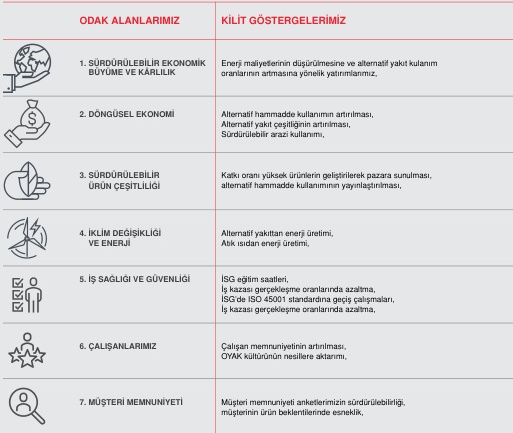 ODAK ALANLARIMIZ
KİLİT GÖSTERGELERİMİZ
1. SÜRDÜRÜLEBİLİR EKONOMİK
BÜYÜME VE KÂRLILIK
Enerji maliyetlerinin düşürülmesine ve alternatif yakıt kulanım
oranlarının artmasına yönelik yatırımlarımız,
2. DÖNGÜSEL EKONOMİ
Alternatif hammadde kullanımın artırılması,
Alternatif yakıt çeşitliğinin artırılması,
Sürdürülebilir arazi kullanımı,
3. SÜRDÜRÜLEBİLİR
ÜRÜN ÇEŞİTLİLİĞİ
Katkı oranı yüksek ürünlerin geliştirilerek pazara sunulması,
alternatif hammadde kullanımının yayınlaştırılması,
4. İKLİM DEĞİŞİKLİĞİ
VE ENERJİ
Alternatif yakıttan enerji üretimi,
Atık ısıdan enerji üretimi,
5. İŞ SAĞLIĞI VE GÜVENLİĞİ
İSG eğitim saatleri,
İş kazası gerçekleşme oranlarında azaltma,
İSG'de ISO 45001 standardına geçiş çalışmaları,
İş kazası gerçekleşme oranlarında azaltma,
6. ÇALIŞANLARIMIZ
Çalışan memnuniyetinin artırılması,
OYAK kültürünün nesillere aktarımı,
7. MÜŞTERİ MEMNUNİYETİ
Müşteri memnuniyeti anketlerimizin sürdürülebilirliği,
müşterinin ürün beklentilerinde esneklik,